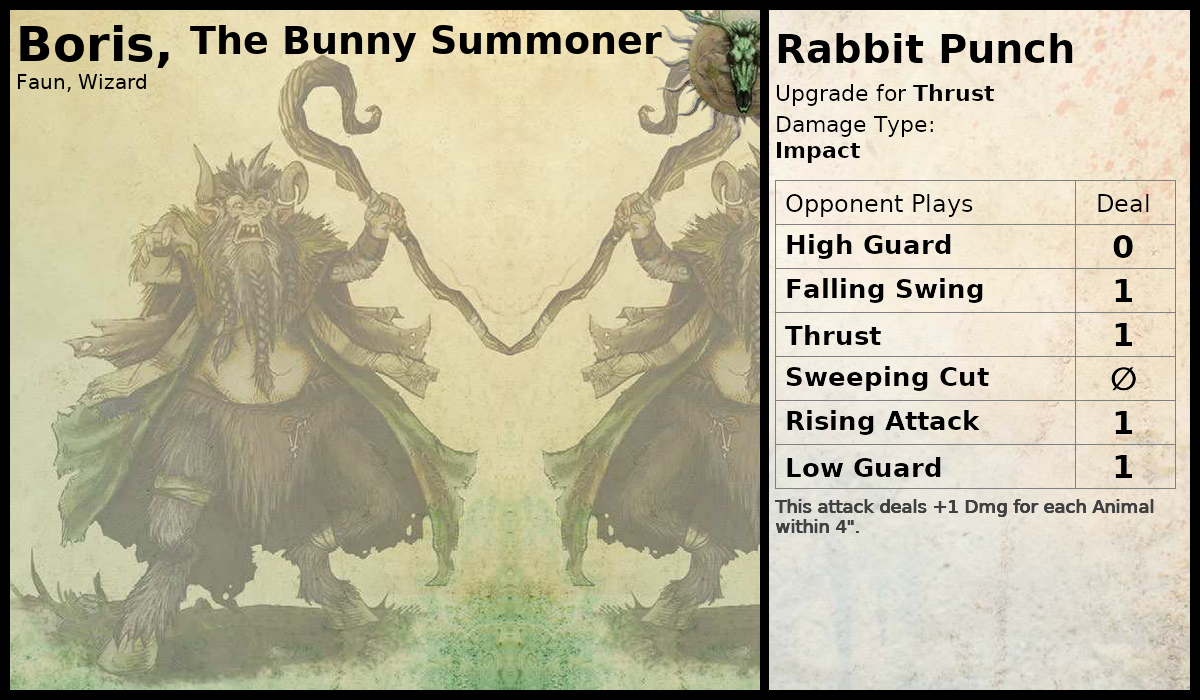 Boris, The Bunny Summoner
Faun, Wizard
Rabbit Punch
Upgrade for Thrust
Damage Type:
Impact
Opponent Plays Deal
High Guard 0
Falling Swing 1
Thrust 1
Sweeping Cut ∅
Rising Attack 1
Low Guard 1
This attack deals +1 Dmg for each Animal
within 4".